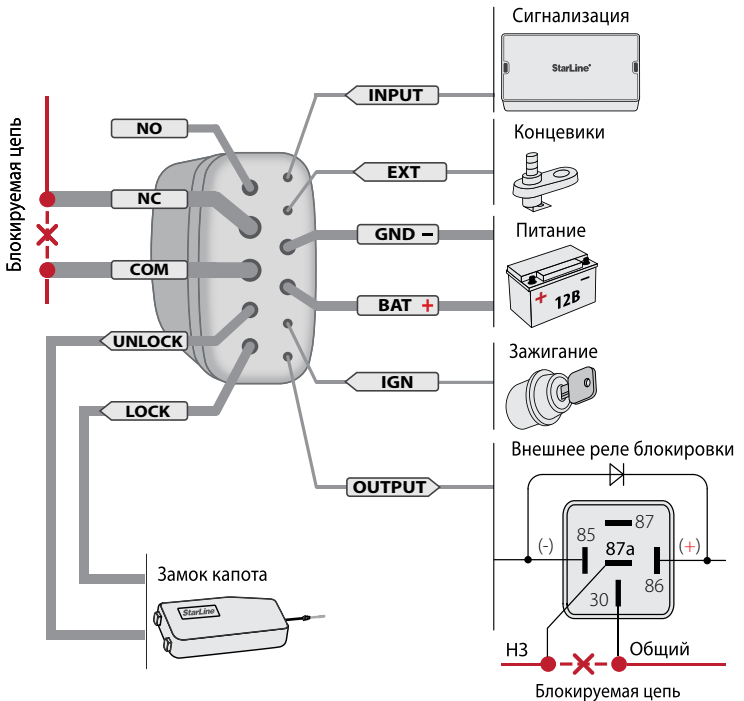 Сигнализация
StarLine
INPUT
Концевики
EXT
Питание
GND –
BAT +
+ 12В –
Зажигание
IGN
Внешнее реле блокировки
OUTPUT
87
85
87a
(-)
(+)
86
30
НЗ
Общий
Блокируемая цепь
Блокируемая цепь
NO
NC
COM
UNLOCK
LOCK
Замок капота
StarLine